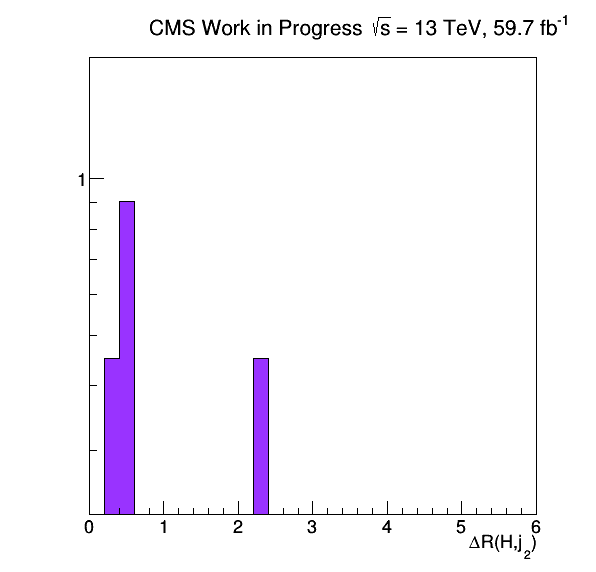 CMS Work in Progress √s = 13 TeV, 59.7 fb⁻¹
1
0 1 2 3 4 5 6
ΔR(H,j₂)